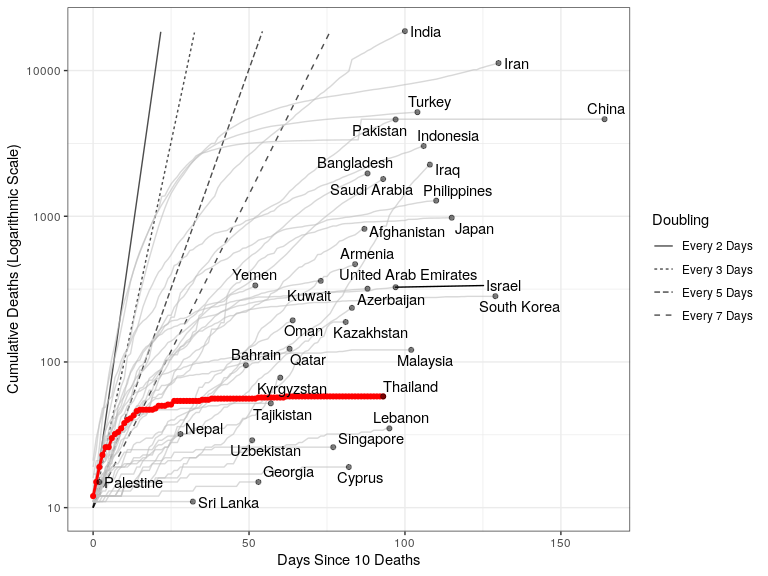 India
Iran
Turkey
China
Pakistan
Indonesia
Bangladesh
Iraq
Saudi Arabia
Philippines
Afghanistan
Japan
Armenia
Yemen
United Arab Emirates
Israel
Kuwait
Azerbaijan
South Korea
Oman
Kazakhstan
Bahrain
Qatar
Malaysia
Kyrgyzstan
Thailand
Tajikistan
Lebanon
Nepal
Singapore
Uzbekistan
Georgia
Cyprus
Palestine
Sri Lanka
10000
1000
100
10
0
50
100
150
Days Since 10 Deaths
Cumulative Deaths (Logarithmic Scale)
Doubling
Every 2 Days
Every 3 Days
Every 5 Days
Every 7 Days